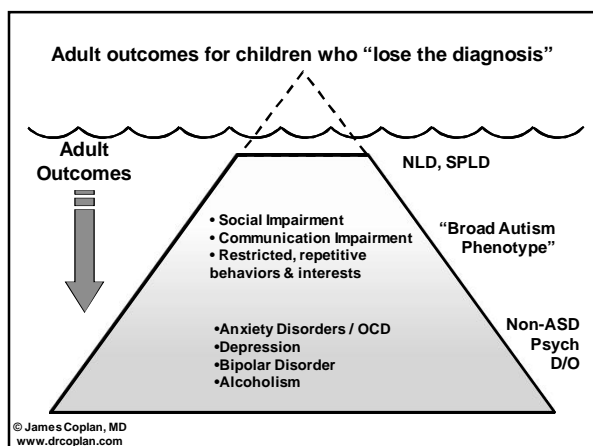 Adult outcomes for children who “lose the diagnosis”
Adult
Outcomes
NLD, SPLD
• Social Impairment
• Communication Impairment
• Restricted, repetitive
behaviors & interests
“Broad Autism
Phenotype”
•Anxiety Disorders / OCD
•Depression
•Bipolar Disorder
•Alcoholism
Non-ASD
Psych
D/O
© James Coplan, MD
www.drcoplan.com